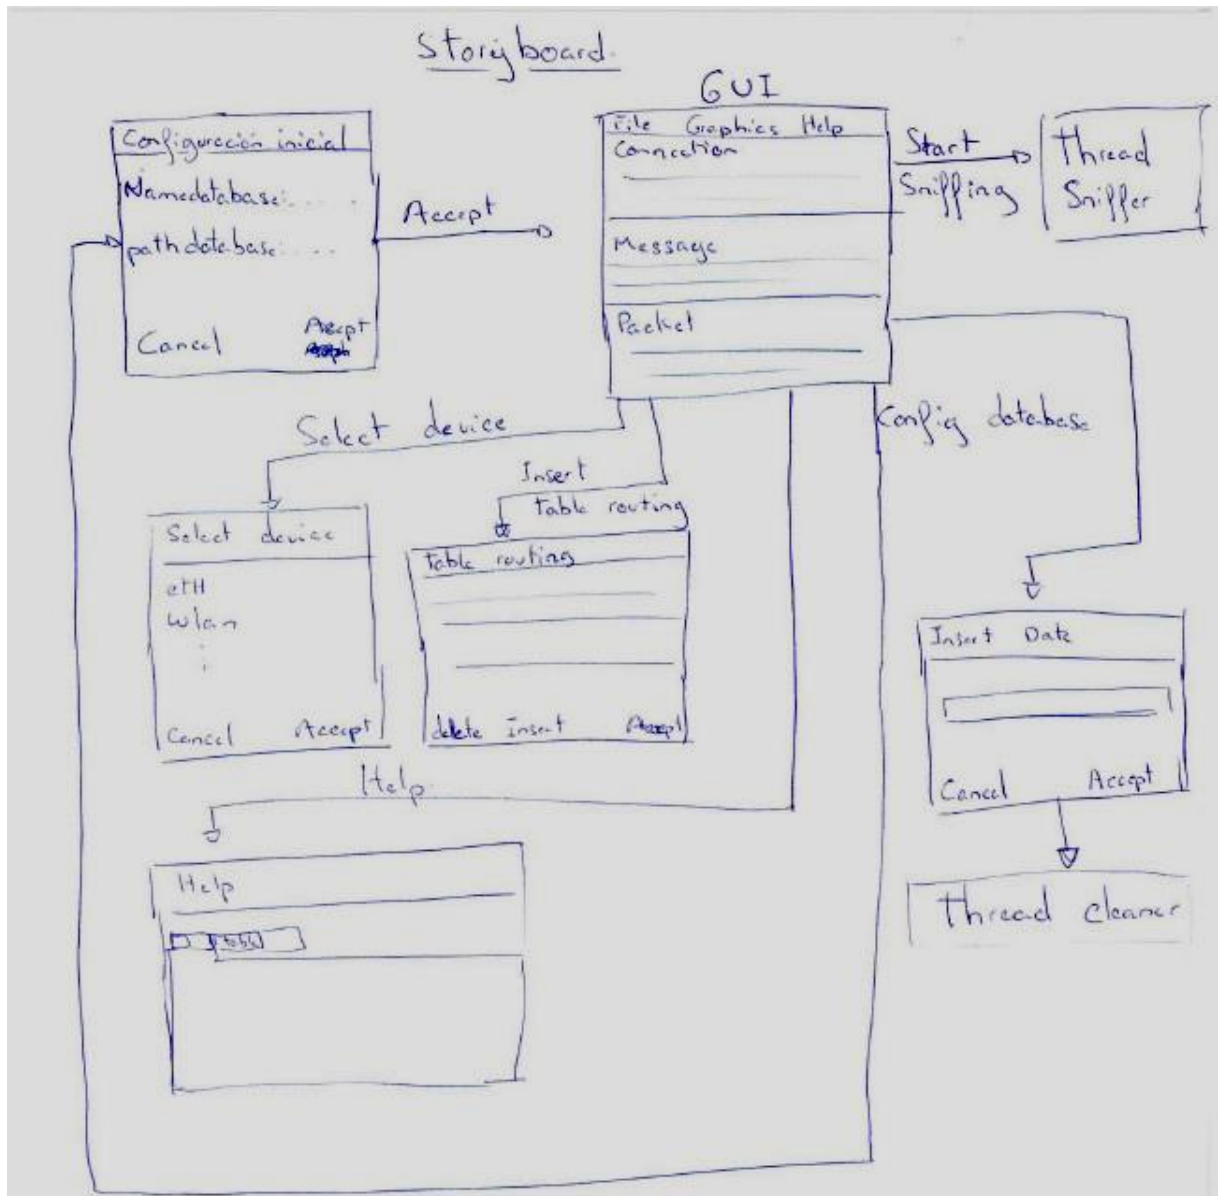 Storyboard.
GUI
Configuración inicial
Namedatabase: . . . .
path database: . . . .
Cancel Accept
Accept
File Graphics Help
Connection
Message
Packet
Start
Sniffing
Thread
Sniffer
Select device
Insert
table routing
Config database
Select device
etH
wlan
Cancel Accept
table routing
delete Insert Accept
Insert Date
Cancel Accept
Thread cleaner
Help
Help